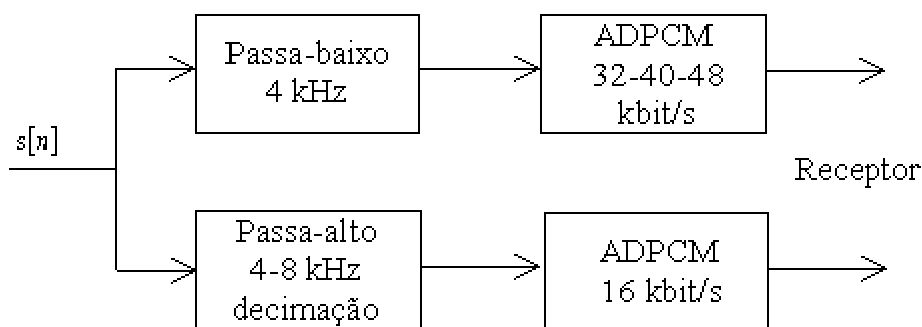 Passa-baixo
4 kHz
ADPCM
32-40-48
kbit/s
s[n]
Receptor
Passa-alto
4-8 kHz
decimação
ADPCM
16 kbit/s